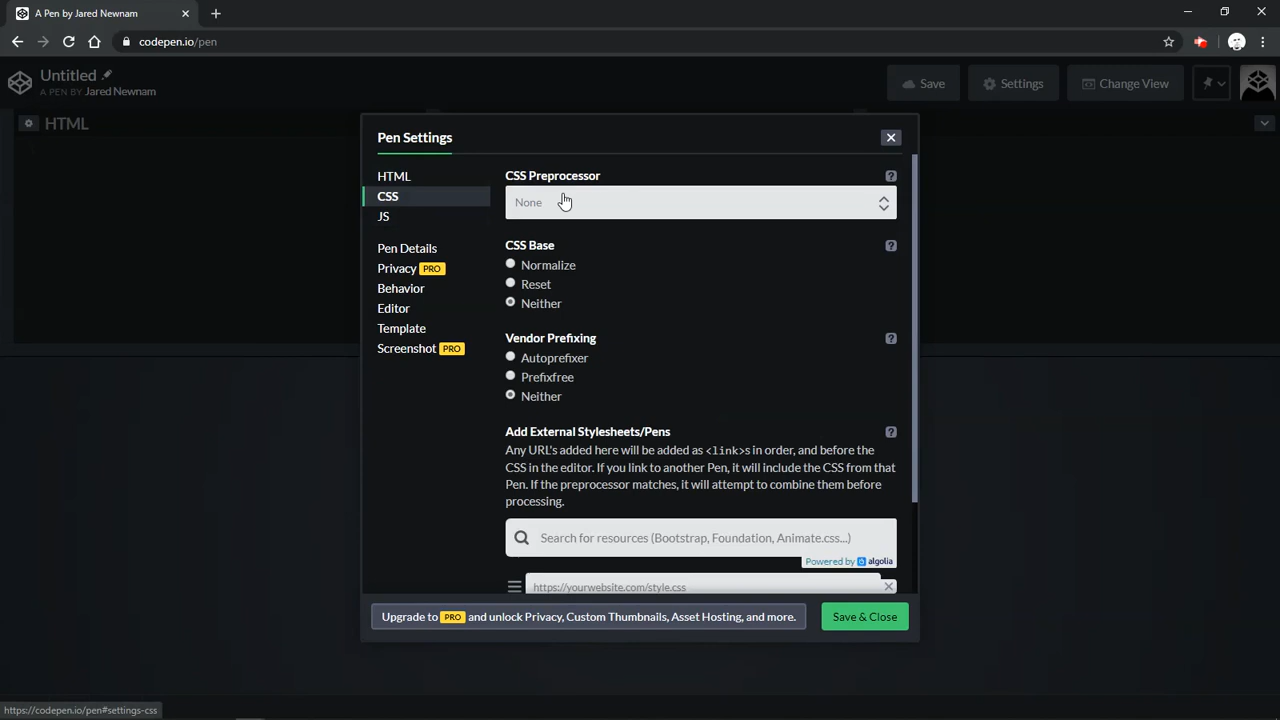 A Pen by Jared Newnam
codepen.io/pen
Untitled
A PEN BY Jared Newnam
Save
Settings
Change View
HTML
Pen Settings
HTML
CSS
JS
Pen Details
Privacy PRO
Behavior
Editor
Template
Screenshot PRO
CSS Preprocessor
?
None
CSS Base
?
Normalize
Reset
Neither
Vendor Prefixing
?
Autoprefixer
Prefixfree
Neither
Add External Stylesheets/Pens
?
Any URL's added here will be added as <link>s in order, and before the
CSS in the editor. If you link to another Pen, it will include the CSS from that
Pen. If the preprocessor matches, it will attempt to combine them before
processing.
Search for resources (Bootstrap, Foundation, Animate.css...)
Powered by algolia
https://yourwebsite.com/style.css
Upgrade to PRO and unlock Privacy, Custom Thumbnails, Asset Hosting, and more.
Save & Close
https://codepen.io/pen#settings-css